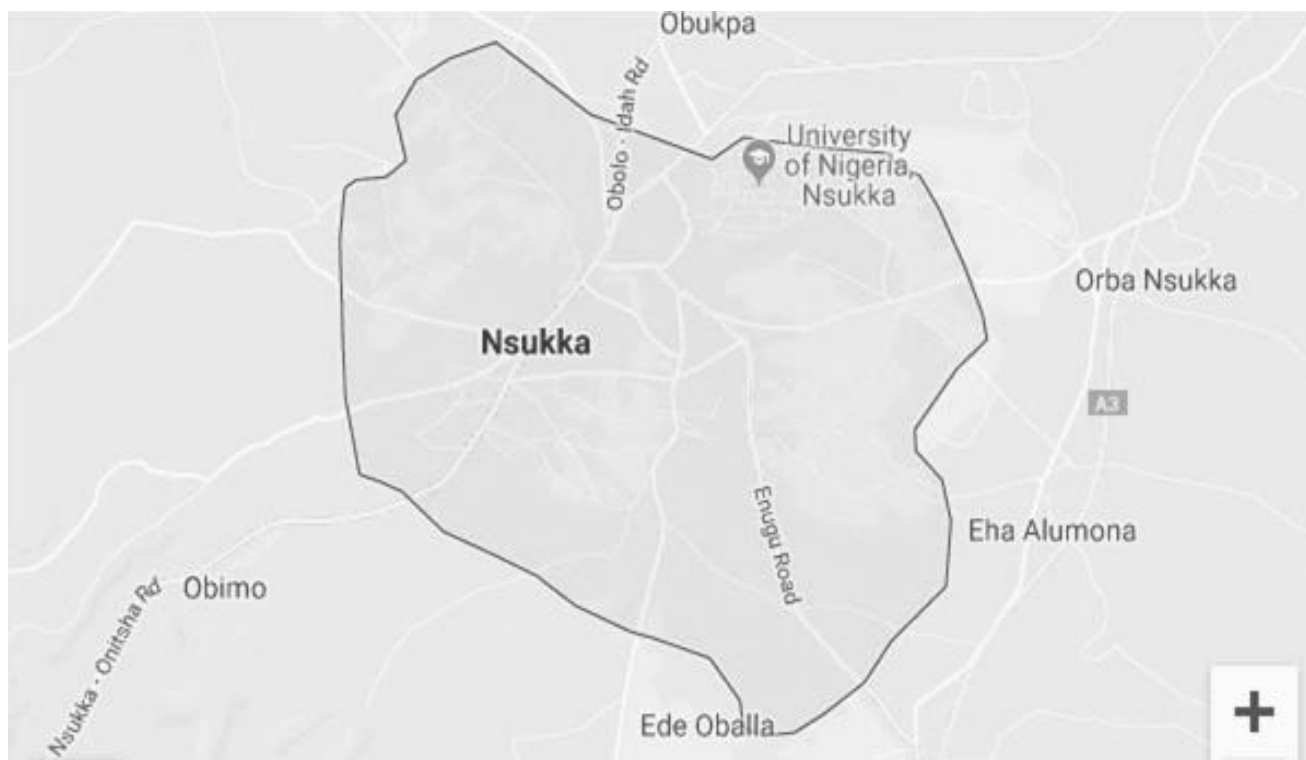 Obukpa
Obolo - Idah Rd
University
of Nigeria,
Nsukka
Orba Nsukka
Nsukka
A3
Enugu Road
Eha Alumona
Obimo
Nsukka - Onitsha Rd
Ede Oballa
+